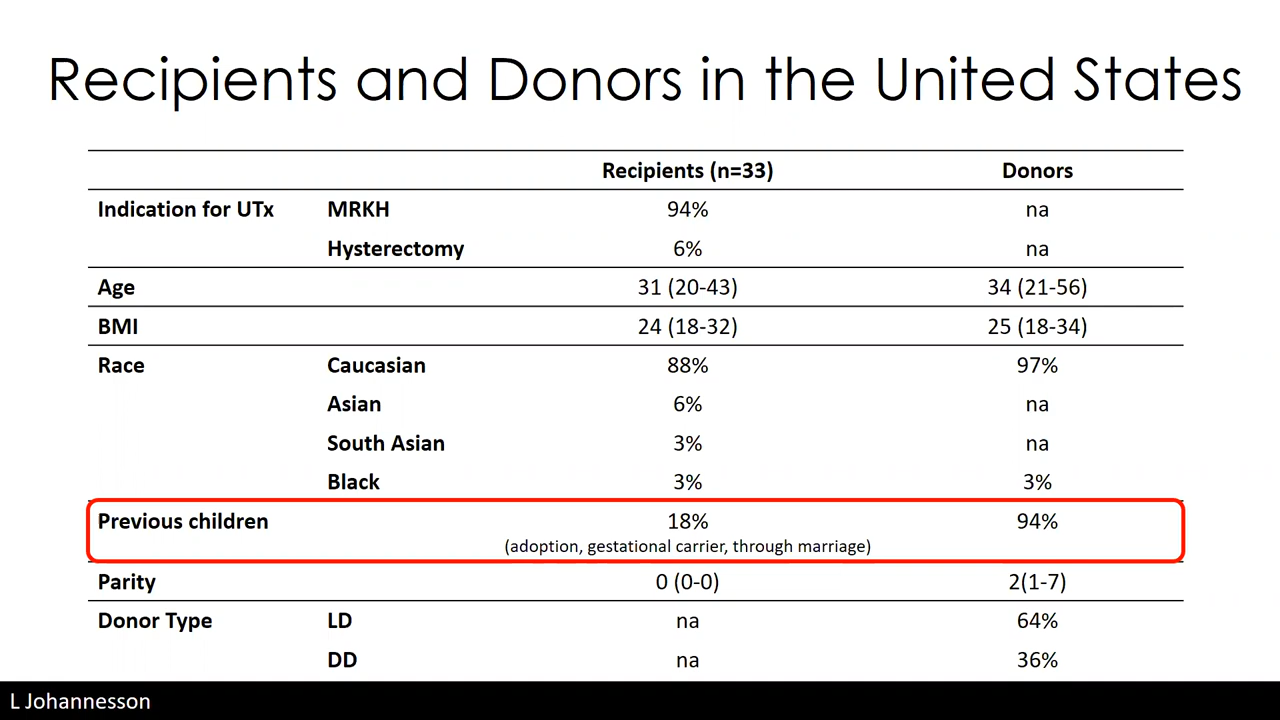 Recipients and Donors in the United States
Recipients (n=33) Donors
Indication for UTx MRKH 94% na
Hysterectomy 6% na
Age 31 (20-43) 34 (21-56)
BMI 24 (18-32) 25 (18-34)
Race Caucasian 88% 97%
Asian 6% na
South Asian 3% na
Black 3% 3%
Previous children 18% 94%
(adoption, gestational carrier, through marriage)
Parity 0 (0-0) 2(1-7)
Donor Type LD na 64%
DD na 36%
L Johannesson